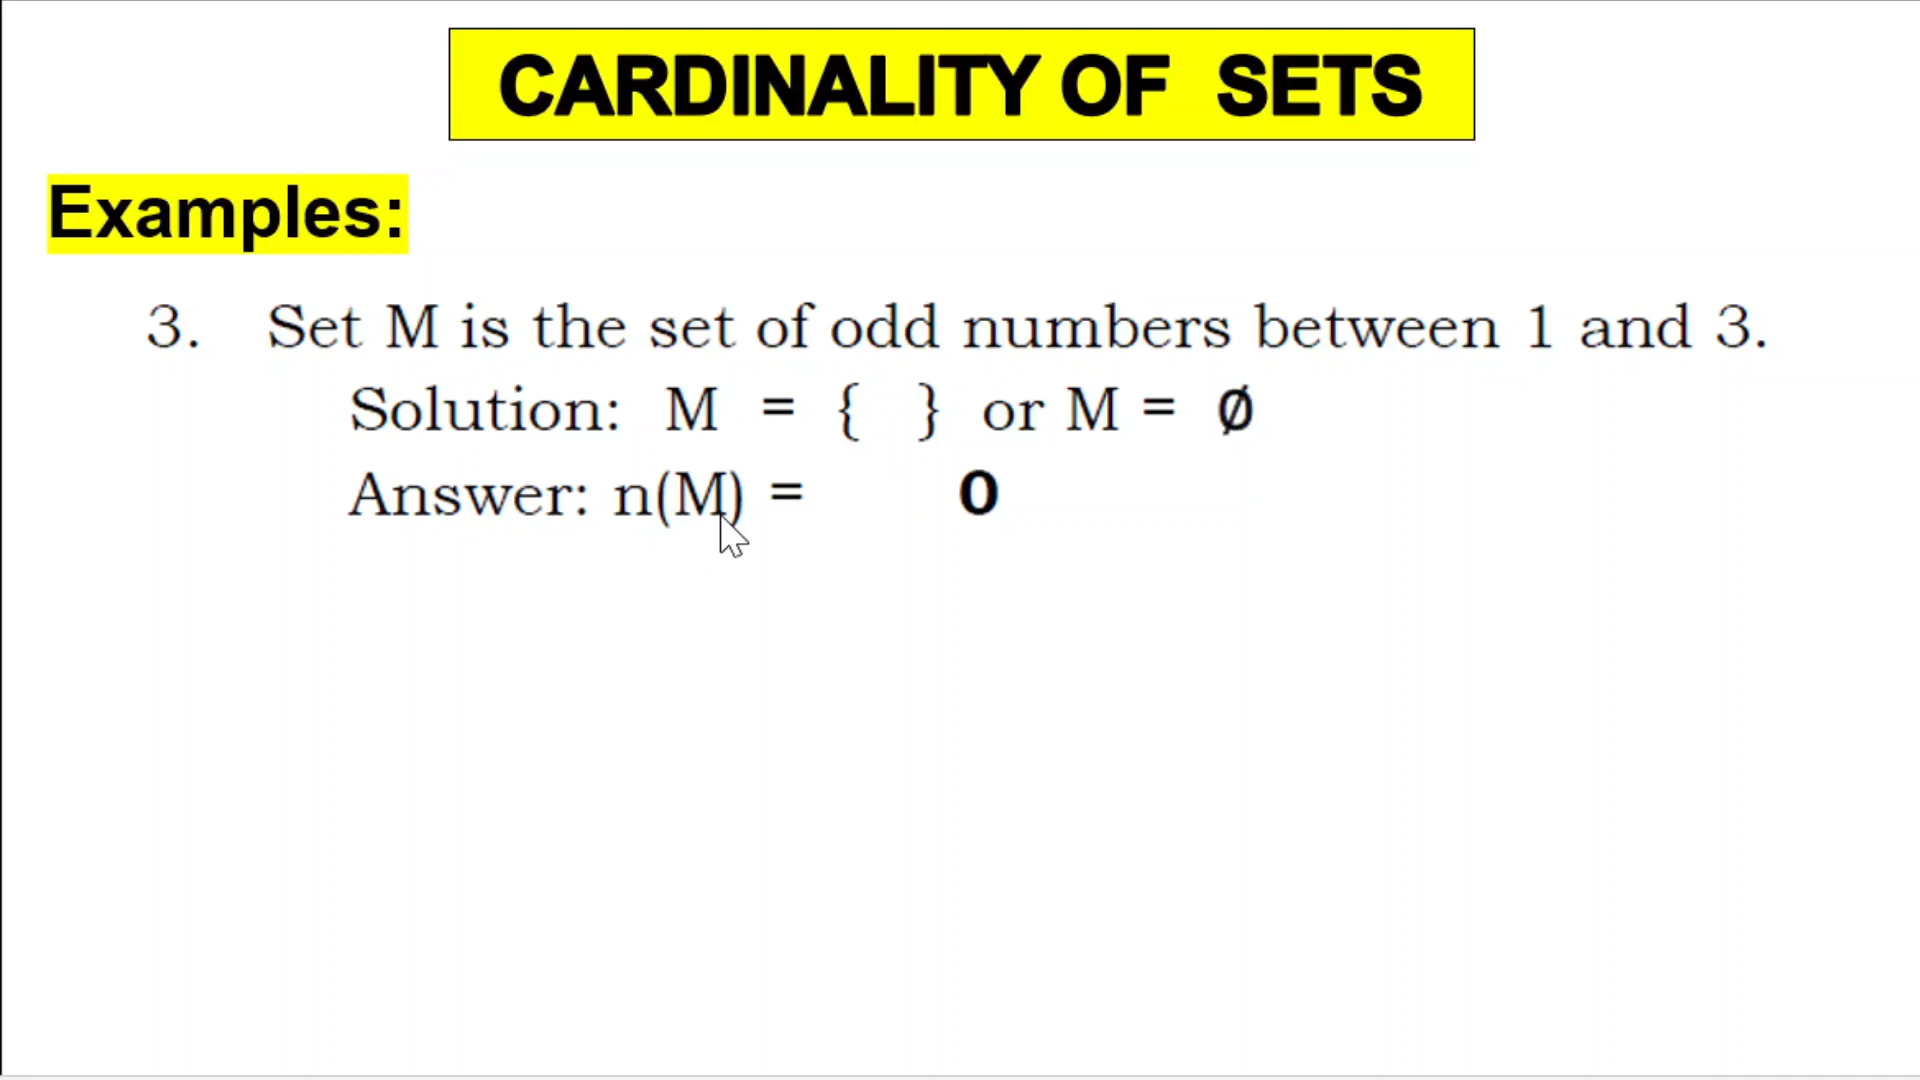 CARDINALITY OF SETS
Examples:
3. Set M is the set of odd numbers between 1 and 3.
Solution: M = { } or M = Ø
Answer: n(M) = 0